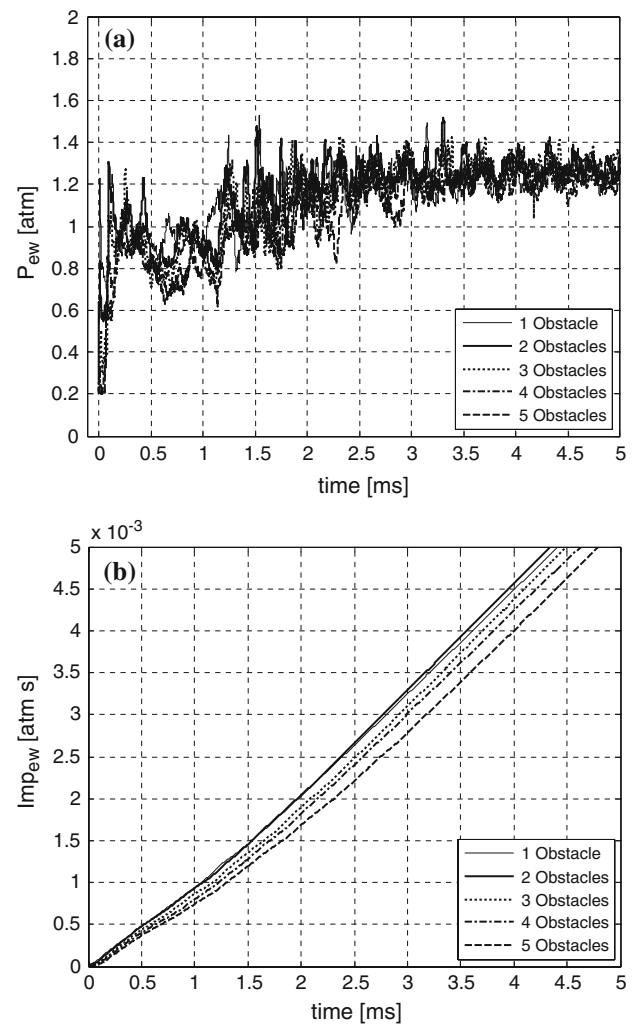 (a)
2
1.8
1.6
1.4
1.2
1
0.8
0.6
0.4
0.2
0
P_ew [atm]
1 Obstacle
2 Obstacles
3 Obstacles
4 Obstacles
5 Obstacles
0 0.5 1 1.5 2 2.5 3 3.5 4 4.5 5
time [ms]
x 10^-3
(b)
5
4.5
4
3.5
3
2.5
2
1.5
1
0.5
0
Imp_ew [atm s]
1 Obstacle
2 Obstacles
3 Obstacles
4 Obstacles
5 Obstacles
0 0.5 1 1.5 2 2.5 3 3.5 4 4.5 5
time [ms]